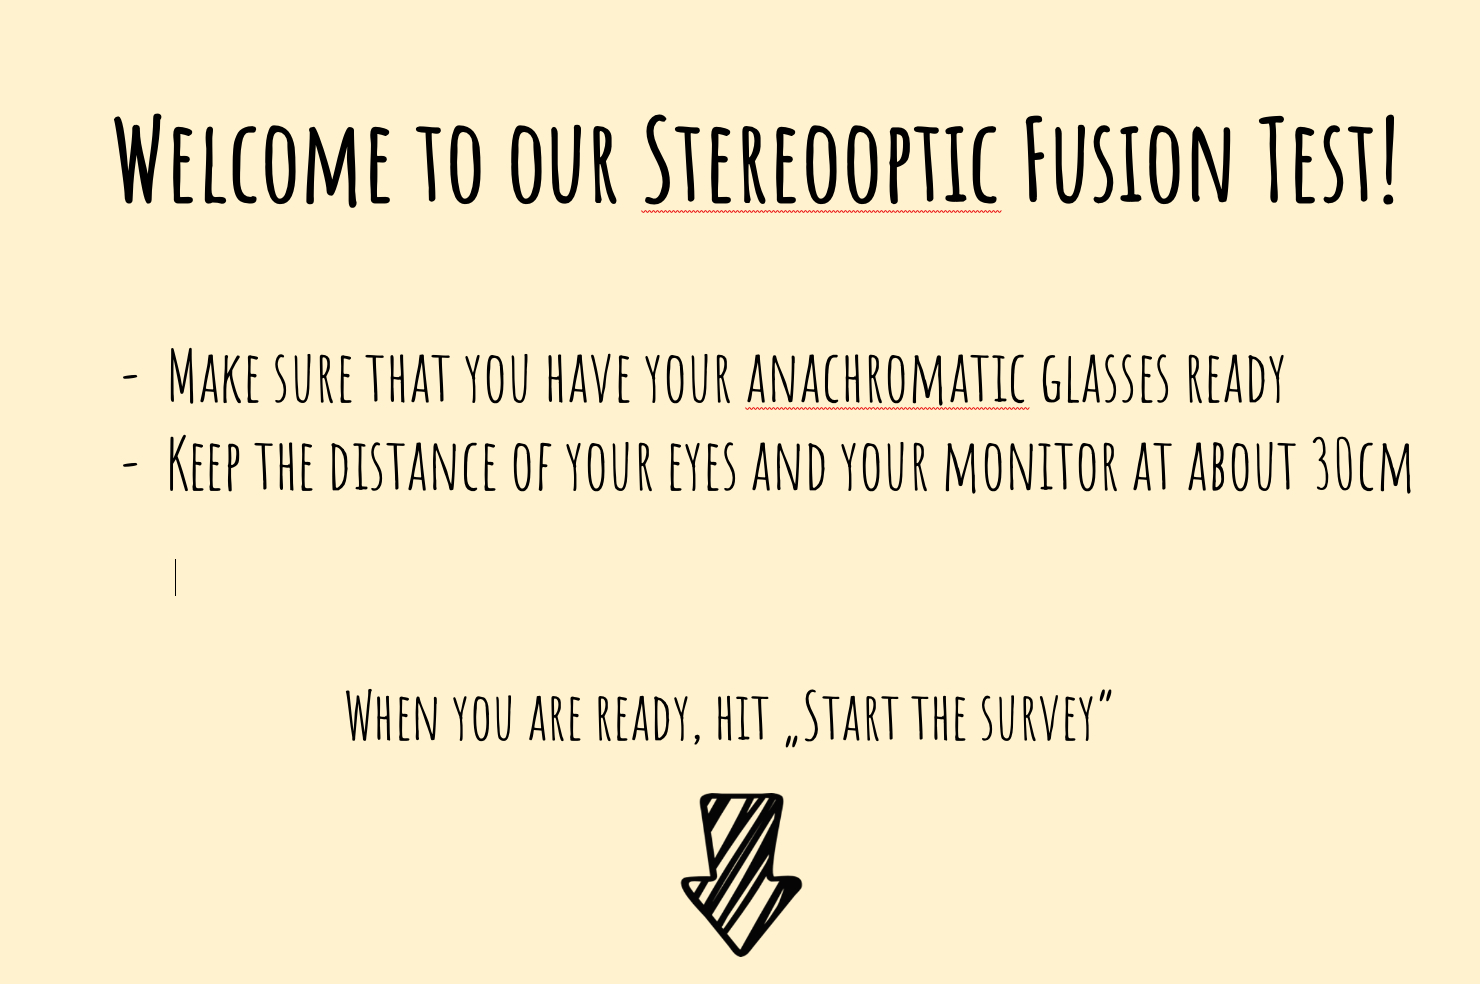 Welcome to our Stereooptic Fusion Test!
- Make sure that you have your anachromatic glasses ready
- Keep the distance of your eyes and your monitor at about 30cm
When you are ready, hit „Start the survey”